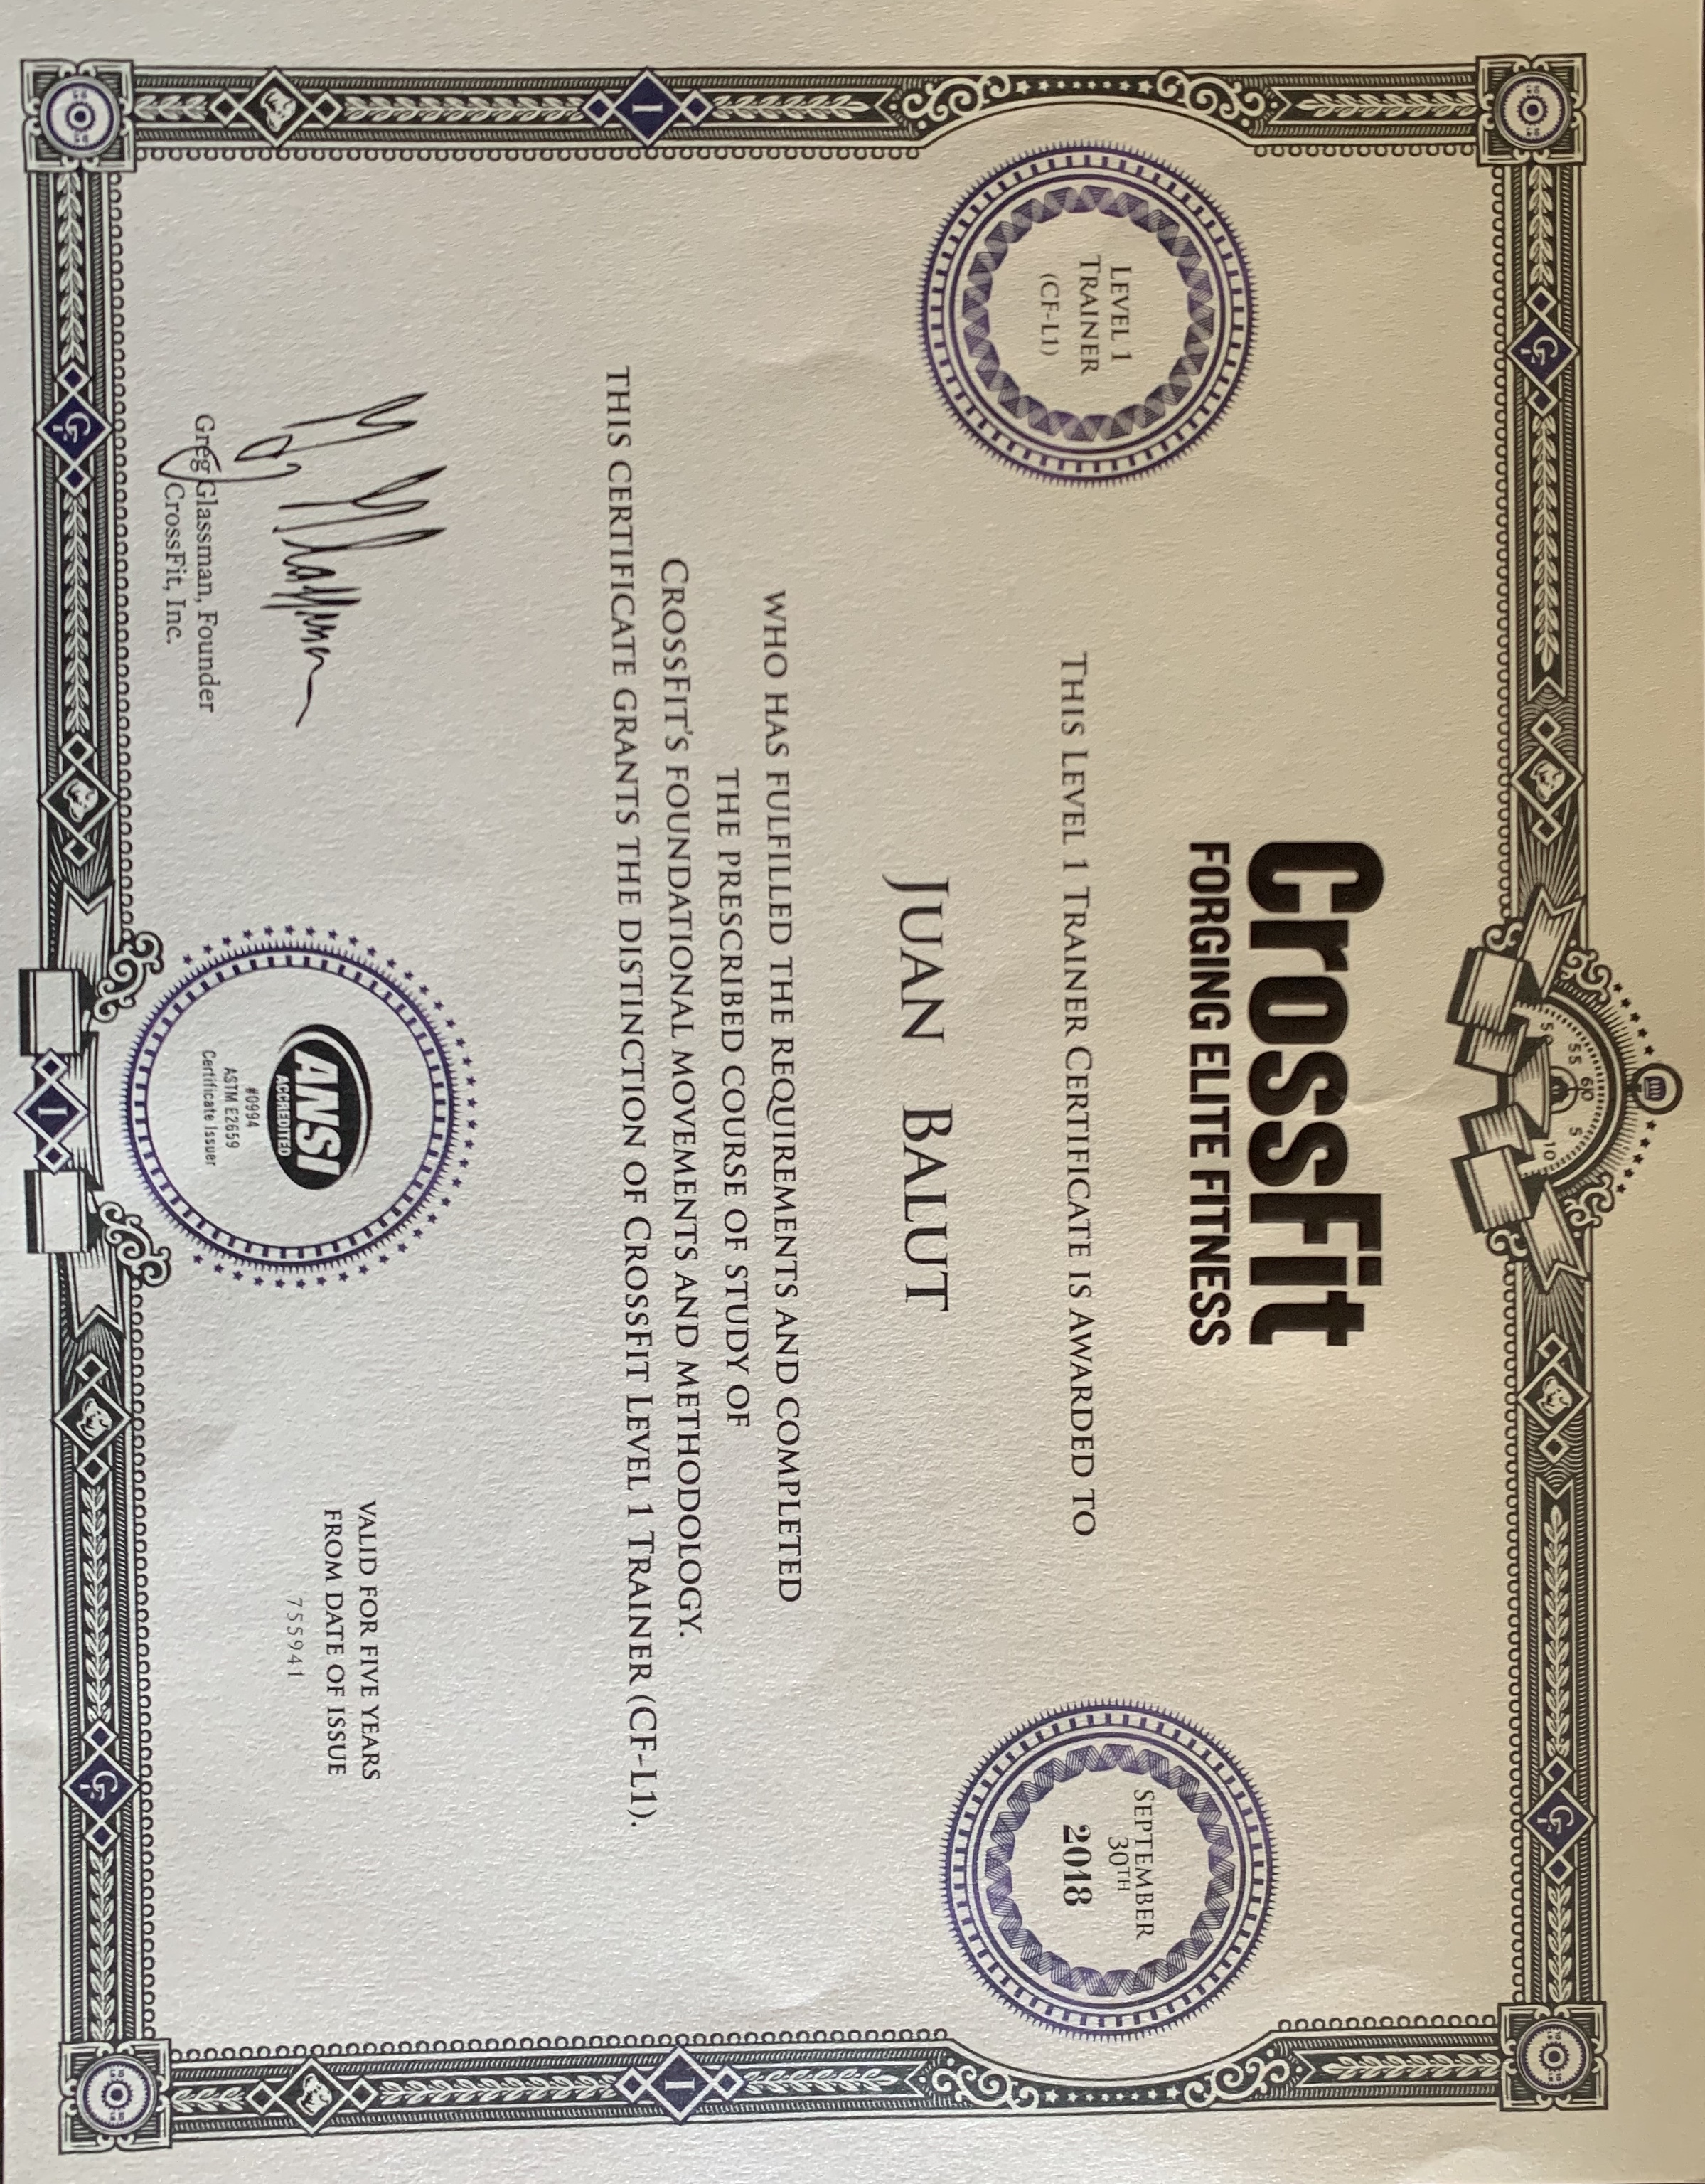 60
55 5
50 10
CrossFit
FORGING ELITE FITNESS
LEVEL 1
TRAINER
(CF-L1)
SEPTEMBER
30TH
2018
THIS LEVEL 1 TRAINER CERTIFICATE IS AWARDED TO
JUAN BALUT
WHO HAS FULFILLED THE REQUIREMENTS AND COMPLETED
THE PRESCRIBED COURSE OF STUDY OF
CROSSFIT'S FOUNDATIONAL MOVEMENTS AND METHODOLOGY.
THIS CERTIFICATE GRANTS THE DISTINCTION OF CROSSFIT LEVEL 1 TRAINER (CF-L1).
I
I
Greg Glassman, Founder
CrossFit, Inc.
ANSI
ACCREDITED
#0994
ASTM E2659
Certificate Issuer
VALID FOR FIVE YEARS
FROM DATE OF ISSUE
755941
CF
I
CF